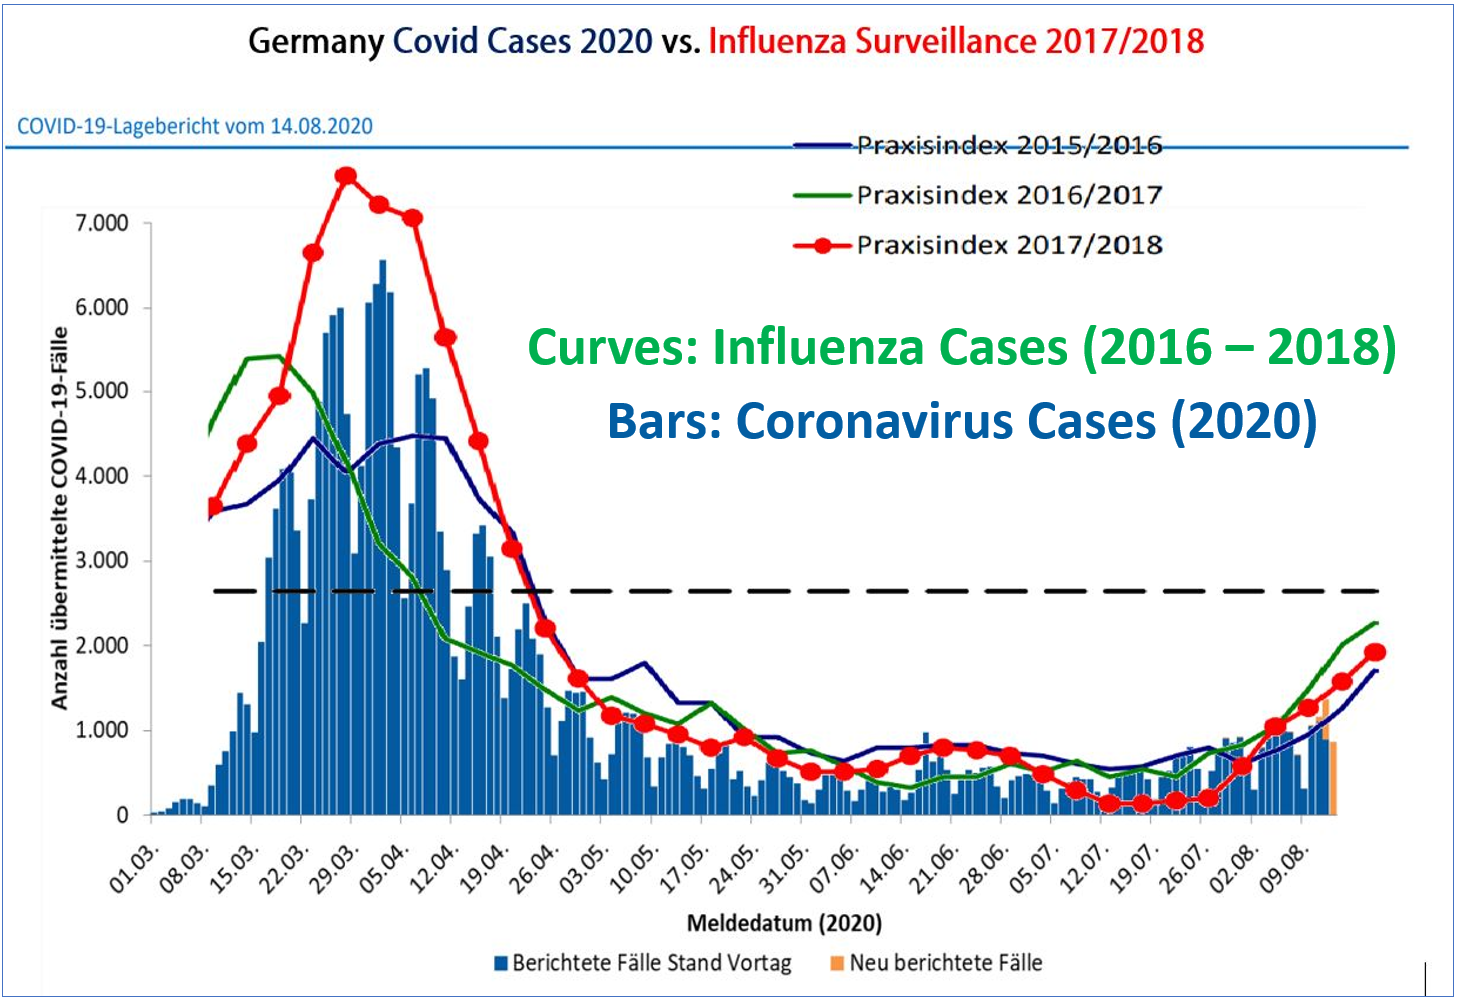 Germany Covid Cases 2020 vs. Influenza Surveillance 2017/2018
COVID-19-Lagebericht vom 14.08.2020
Praxisindex 2015/2016
Praxisindex 2016/2017
Praxisindex 2017/2018
Curves: Influenza Cases (2016 – 2018)
Bars: Coronavirus Cases (2020)
Anzahl übermittelte COVID-19-Fälle
7.000
6.000
5.000
4.000
3.000
2.000
1.000
0
01.03.
08.03.
15.03.
22.03.
29.03.
05.04.
12.04.
19.04.
26.04.
03.05.
10.05.
17.05.
24.05.
31.05.
07.06.
14.06.
21.06.
28.06.
05.07.
12.07.
19.07.
26.07.
02.08.
09.08.
Meldedatum (2020)
Berichtete Fälle Stand Vortag
Neu berichtete Fälle